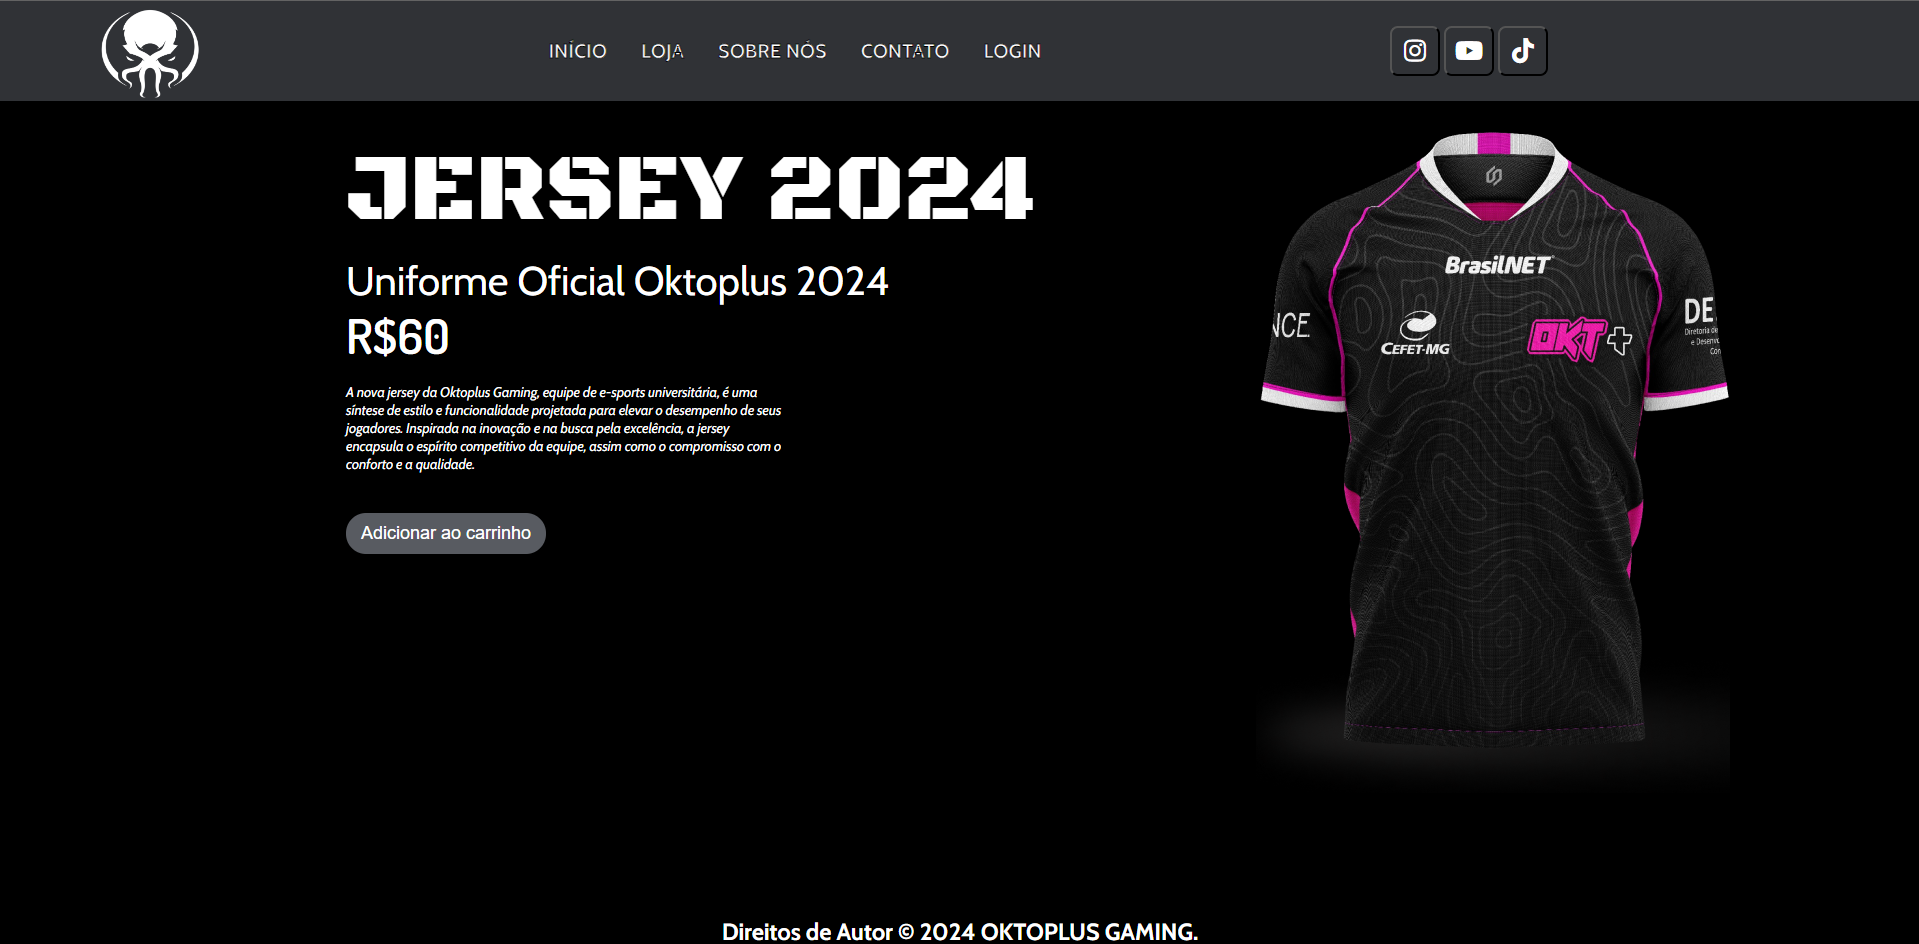 INÍCIO LOJA SOBRE NÓS CONTATO LOGIN
JERSEY 2024
Uniforme Oficial Oktoplus 2024
R$60
A nova jersey da Oktoplus Gaming, equipe de e-sports universitária, é uma
síntese de estilo e funcionalidade projetada para elevar o desempenho de seus
jogadores. Inspirada na inovação e na busca pela excelência, a jersey
encapsula o espírito competitivo da equipe, assim como o compromisso com o
conforto e a qualidade.
Adicionar ao carrinho
BrasilNET
NCE
CEFET-MG
OKT+
DE
Diretoria de
e Desenvo
Con
Direitos de Autor © 2024 OKTOPLUS GAMING.